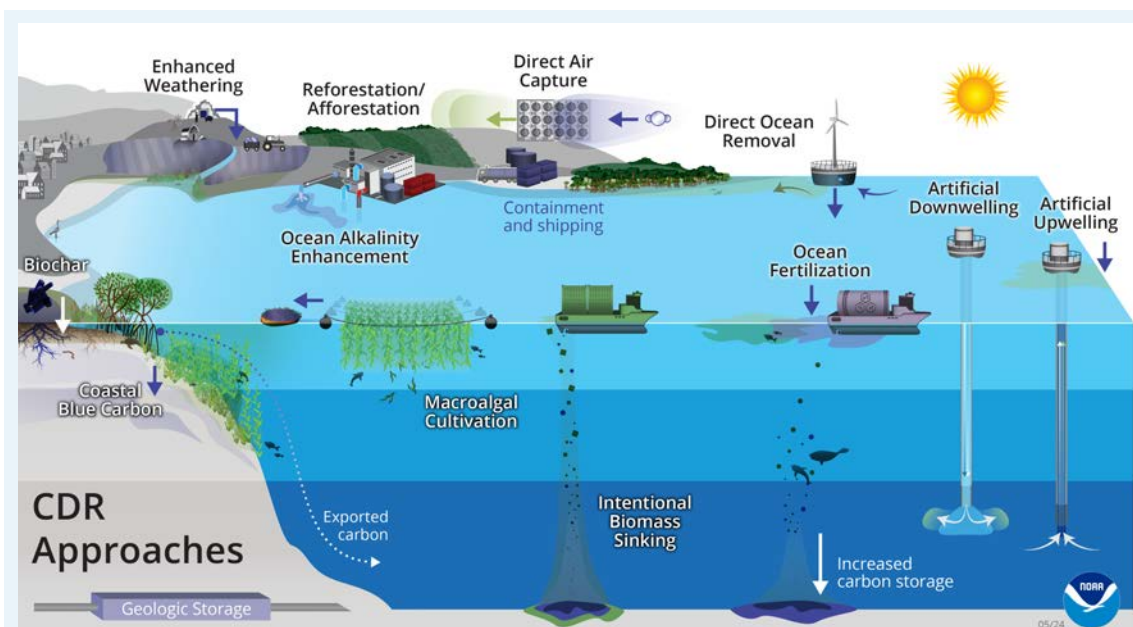 Enhanced
Weathering
Reforestation/
Afforestation
Direct Air
Capture
Direct Ocean
Removal
Artificial
Downwelling
Artificial
Upwelling
Containment
and shipping
Ocean Alkalinity
Enhancement
Ocean
Fertilization
Biochar
Coastal
Blue Carbon
Macroalgal
Cultivation
CDR
Approaches
Exported
carbon
Intentional
Biomass
Sinking
Increased
carbon storage
Geologic Storage
NOAA
05/24